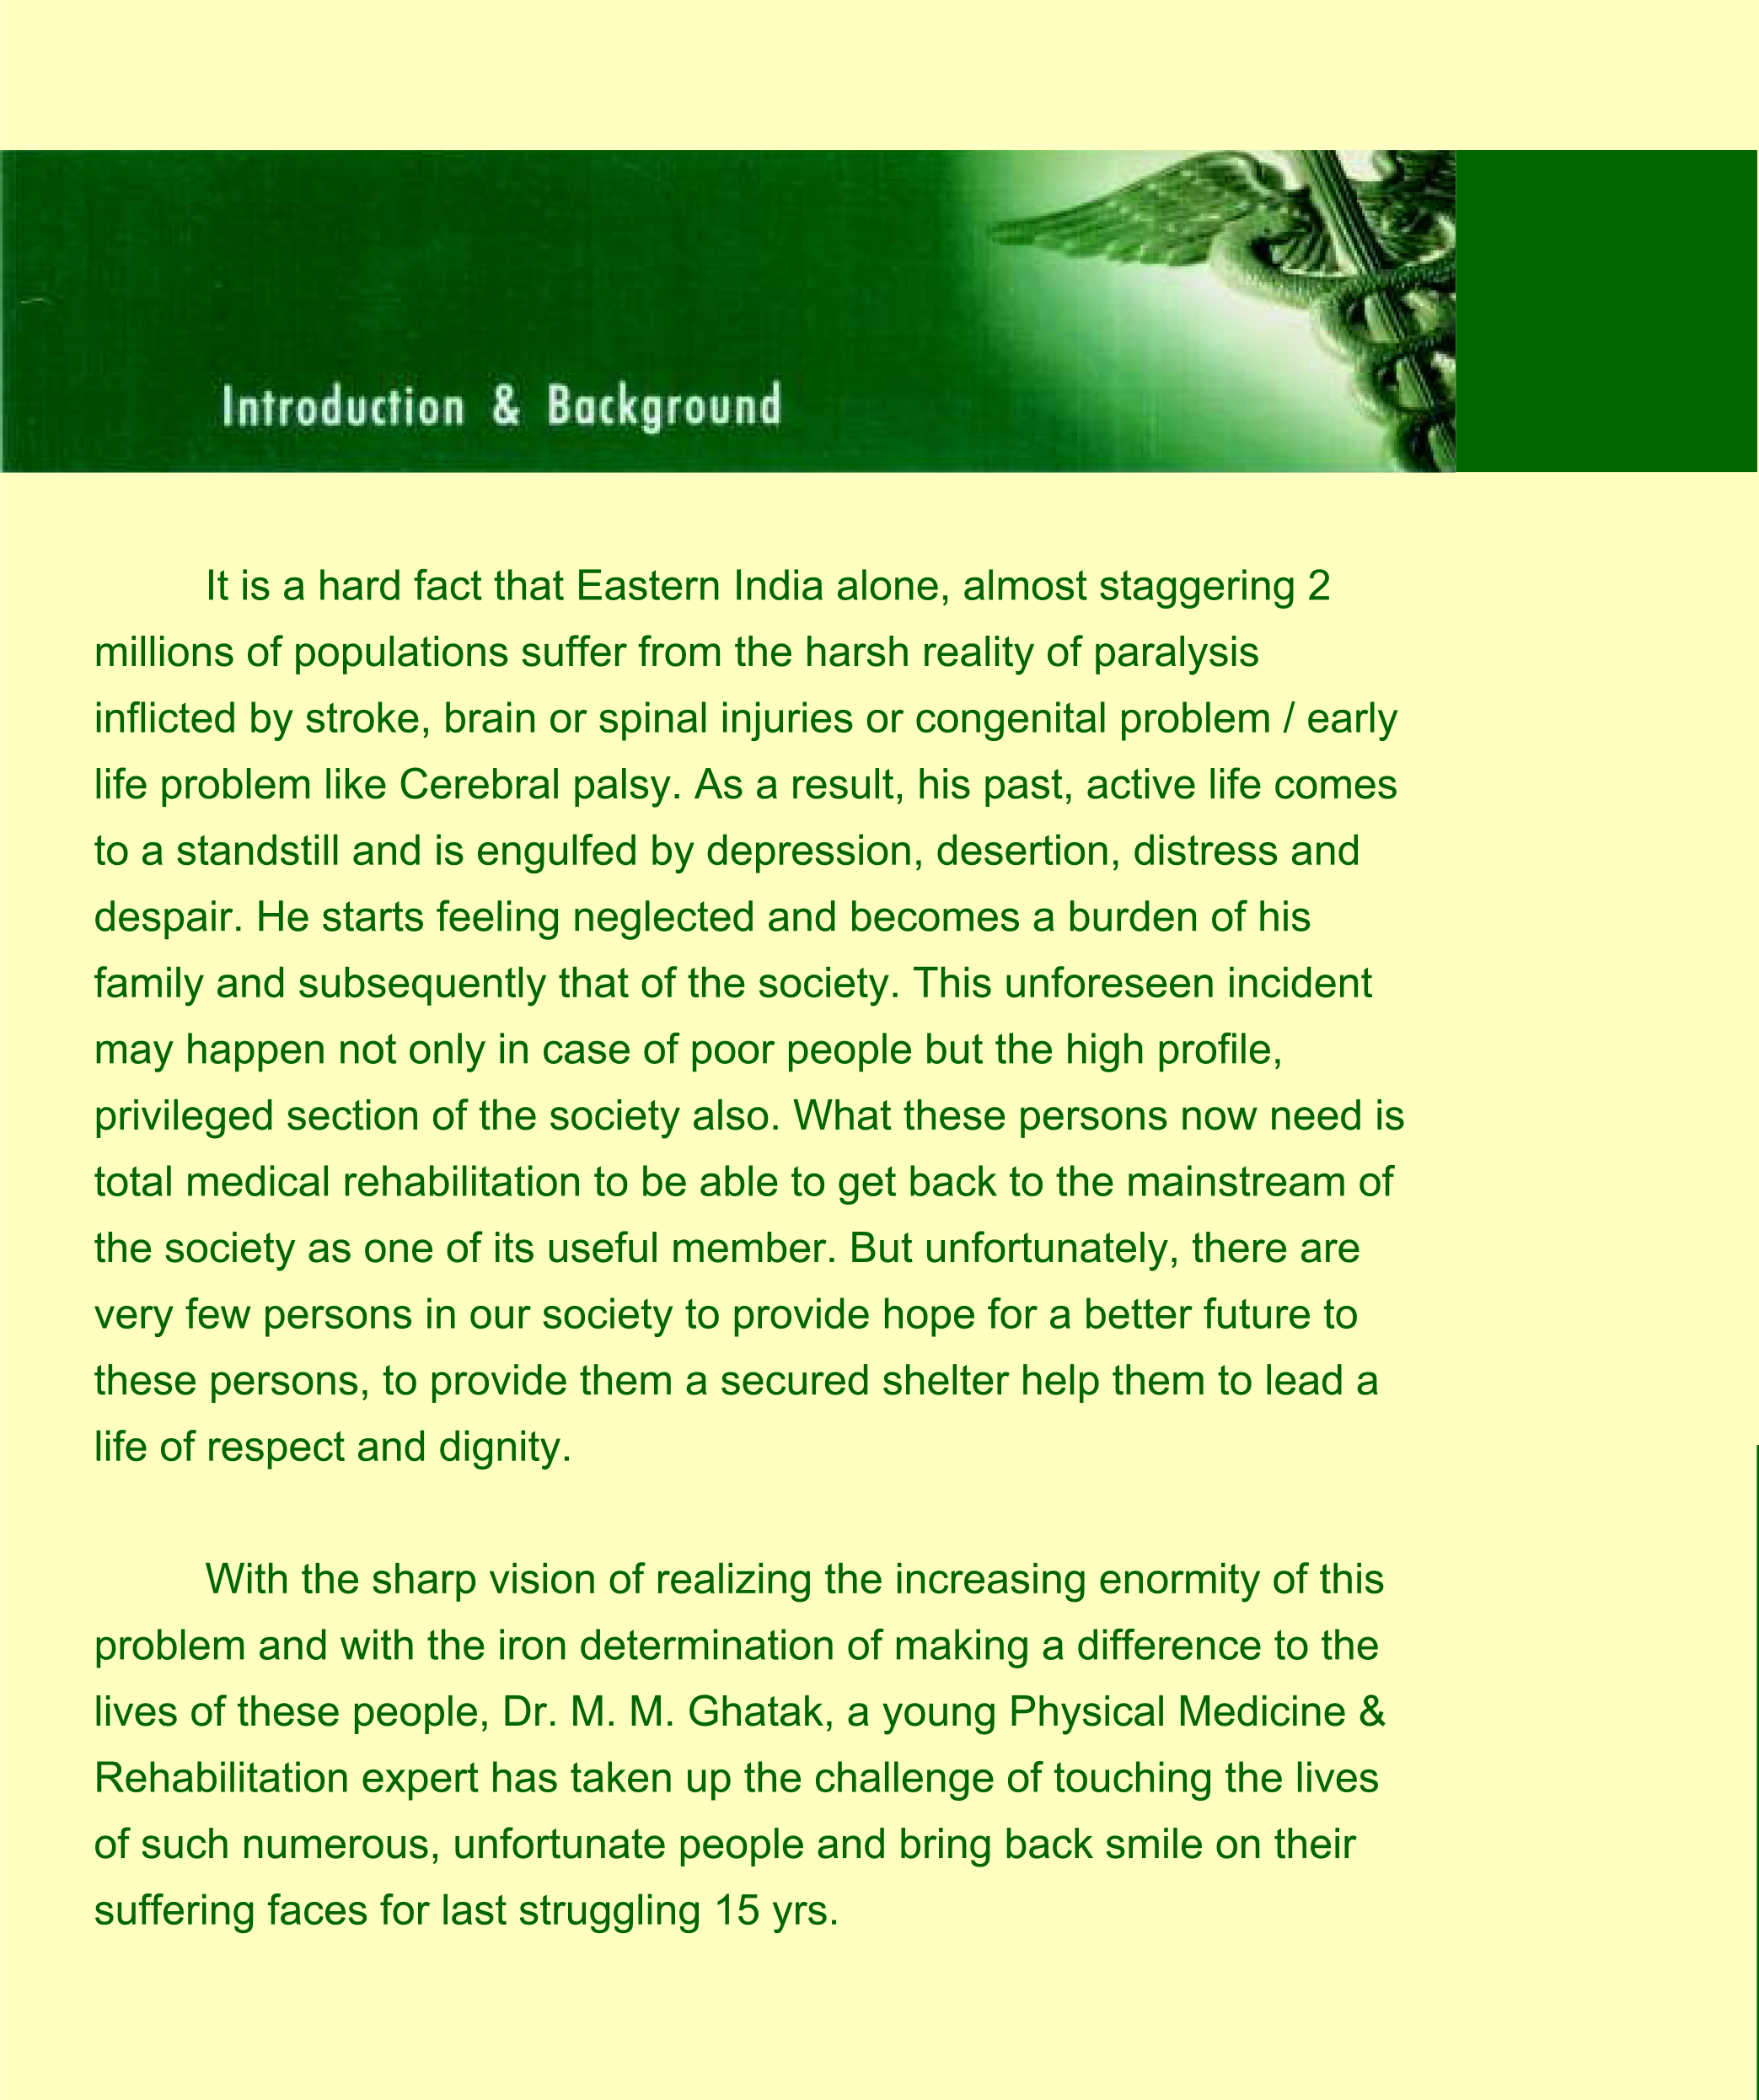 Introduction & Background
It is a hard fact that Eastern India alone, almost staggering 2
millions of populations suffer from the harsh reality of paralysis
inflicted by stroke, brain or spinal injuries or congenital problem / early
life problem like Cerebral palsy. As a result, his past, active life comes
to a standstill and is engulfed by depression, desertion, distress and
despair. He starts feeling neglected and becomes a burden of his
family and subsequently that of the society. This unforeseen incident
may happen not only in case of poor people but the high profile,
privileged section of the society also. What these persons now need is
total medical rehabilitation to be able to get back to the mainstream of
the society as one of its useful member. But unfortunately, there are
very few persons in our society to provide hope for a better future to
these persons, to provide them a secured shelter help them to lead a
life of respect and dignity.
With the sharp vision of realizing the increasing enormity of this
problem and with the iron determination of making a difference to the
lives of these people, Dr. M. M. Ghatak, a young Physical Medicine &
Rehabilitation expert has taken up the challenge of touching the lives
of such numerous, unfortunate people and bring back smile on their
suffering faces for last struggling 15 yrs.